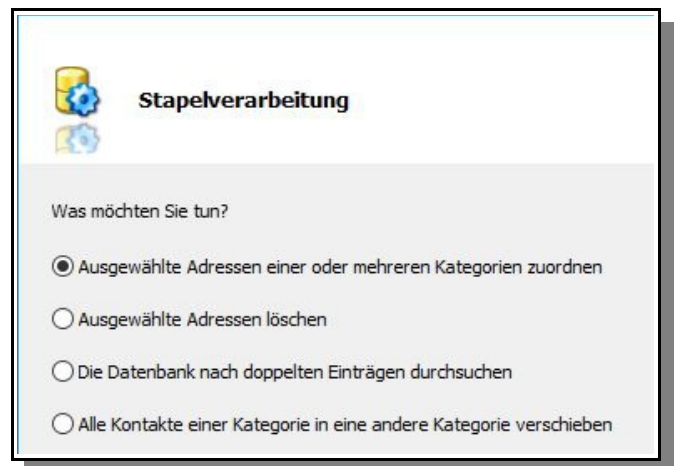 Stapelverarbeitung
Was möchten Sie tun?
Ausgewählte Adressen einer oder mehreren Kategorien zuordnen
Ausgewählte Adressen löschen
Die Datenbank nach doppelten Einträgen durchsuchen
Alle Kontakte einer Kategorie in eine andere Kategorie verschieben